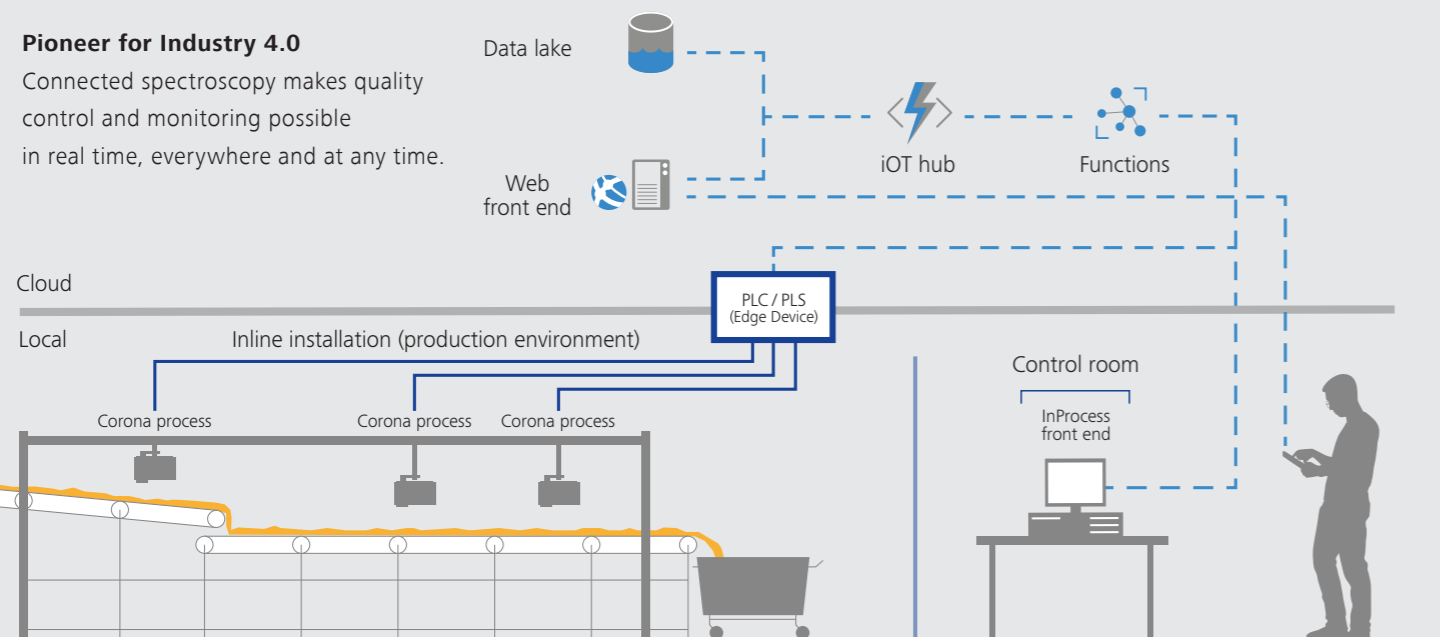 Pioneer for Industry 4.0
Connected spectroscopy makes quality
control and monitoring possible
in real time, everywhere and at any time.
Data lake
Web
front end
iOT hub
Functions
Cloud
PLC / PLS
(Edge Device)
Local
Inline installation (production environment)
Corona process
Corona process
Corona process
Control room
InProcess
front end